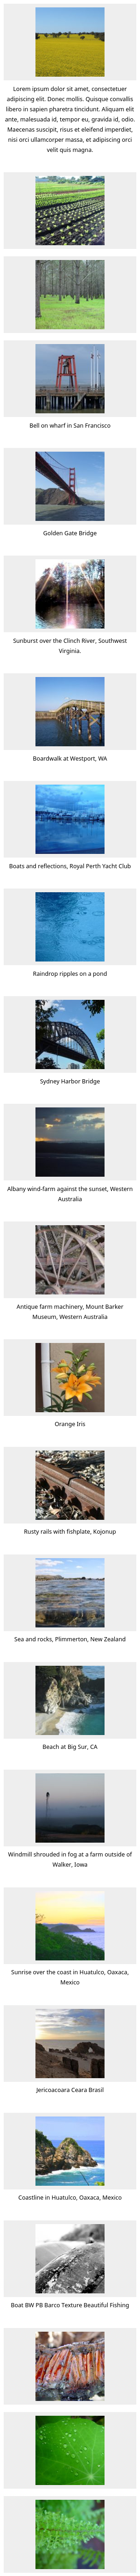 Lorem ipsum dolor sit amet, consectetuer
adipiscing elit. Donec mollis. Quisque convallis
libero in sapien pharetra tincidunt. Aliquam elit
ante, malesuada id, tempor eu, gravida id, odio.
Maecenas suscipit, risus et eleifend imperdiet,
nisi orci ullamcorper massa, et adipiscing orci
velit quis magna.
Bell on wharf in San Francisco
Golden Gate Bridge
Sunburst over the Clinch River, Southwest
Virginia.
Boardwalk at Westport, WA
Boats and reflections, Royal Perth Yacht Club
Raindrop ripples on a pond
Sydney Harbor Bridge
Albany wind-farm against the sunset, Western
Australia
Antique farm machinery, Mount Barker
Museum, Western Australia
Orange Iris
Rusty rails with fishplate, Kojonup
Sea and rocks, Plimmerton, New Zealand
Beach at Big Sur, CA
Windmill shrouded in fog at a farm outside of
Walker, Iowa
Sunrise over the coast in Huatulco, Oaxaca,
Mexico
Jericoacoara Ceara Brasil
Coastline in Huatulco, Oaxaca, Mexico
Boat BW PB Barco Texture Beautiful Fishing